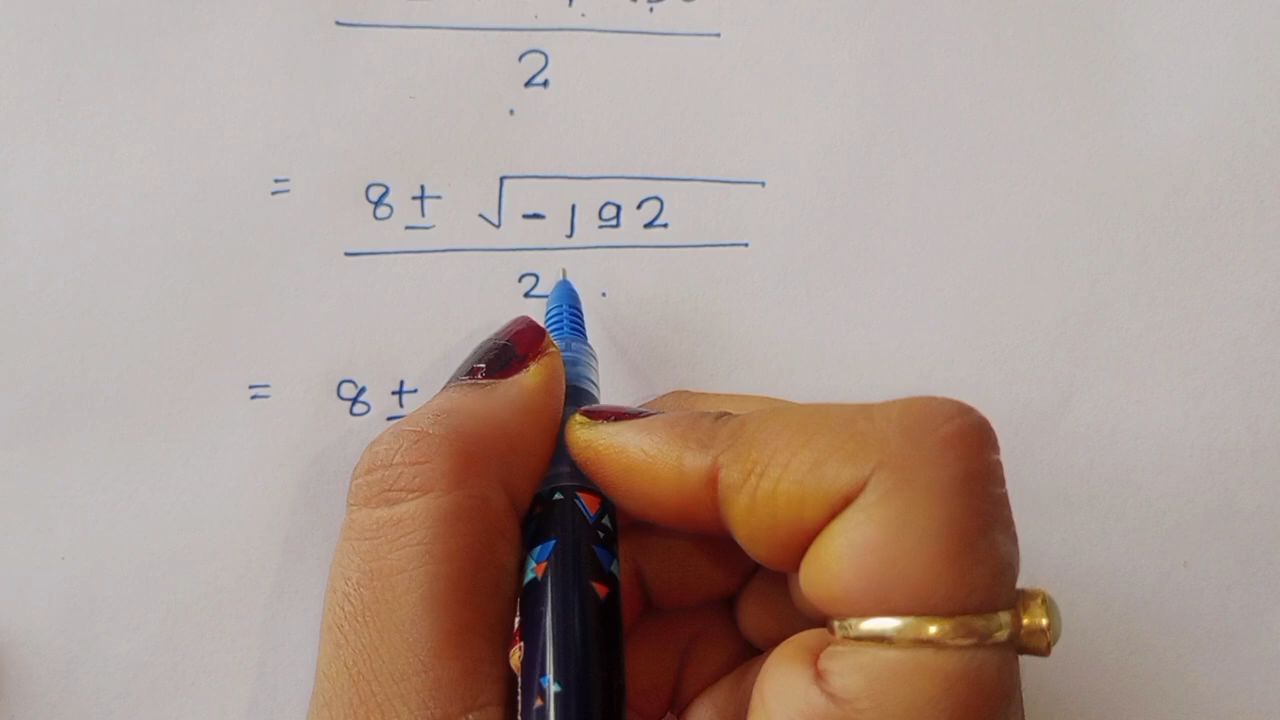 2
= 8 ± √-192
2
= 8 ±